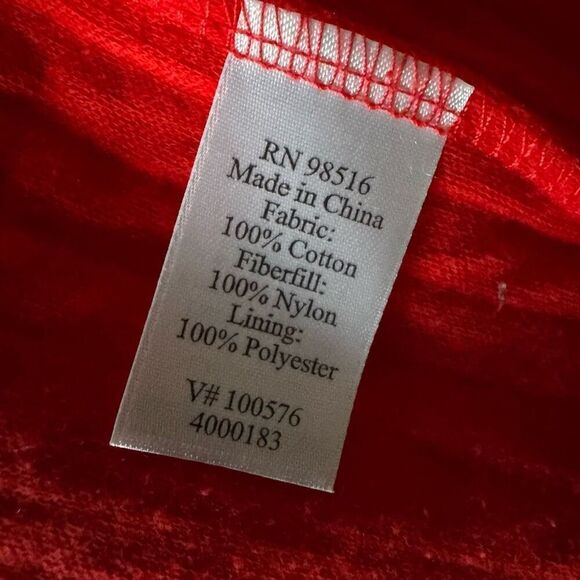 RN 98516
Made in China
Fabric:
100% Cotton
Fiberfill:
100% Nylon
Lining:
100% Polyester
V# 100576
4000183